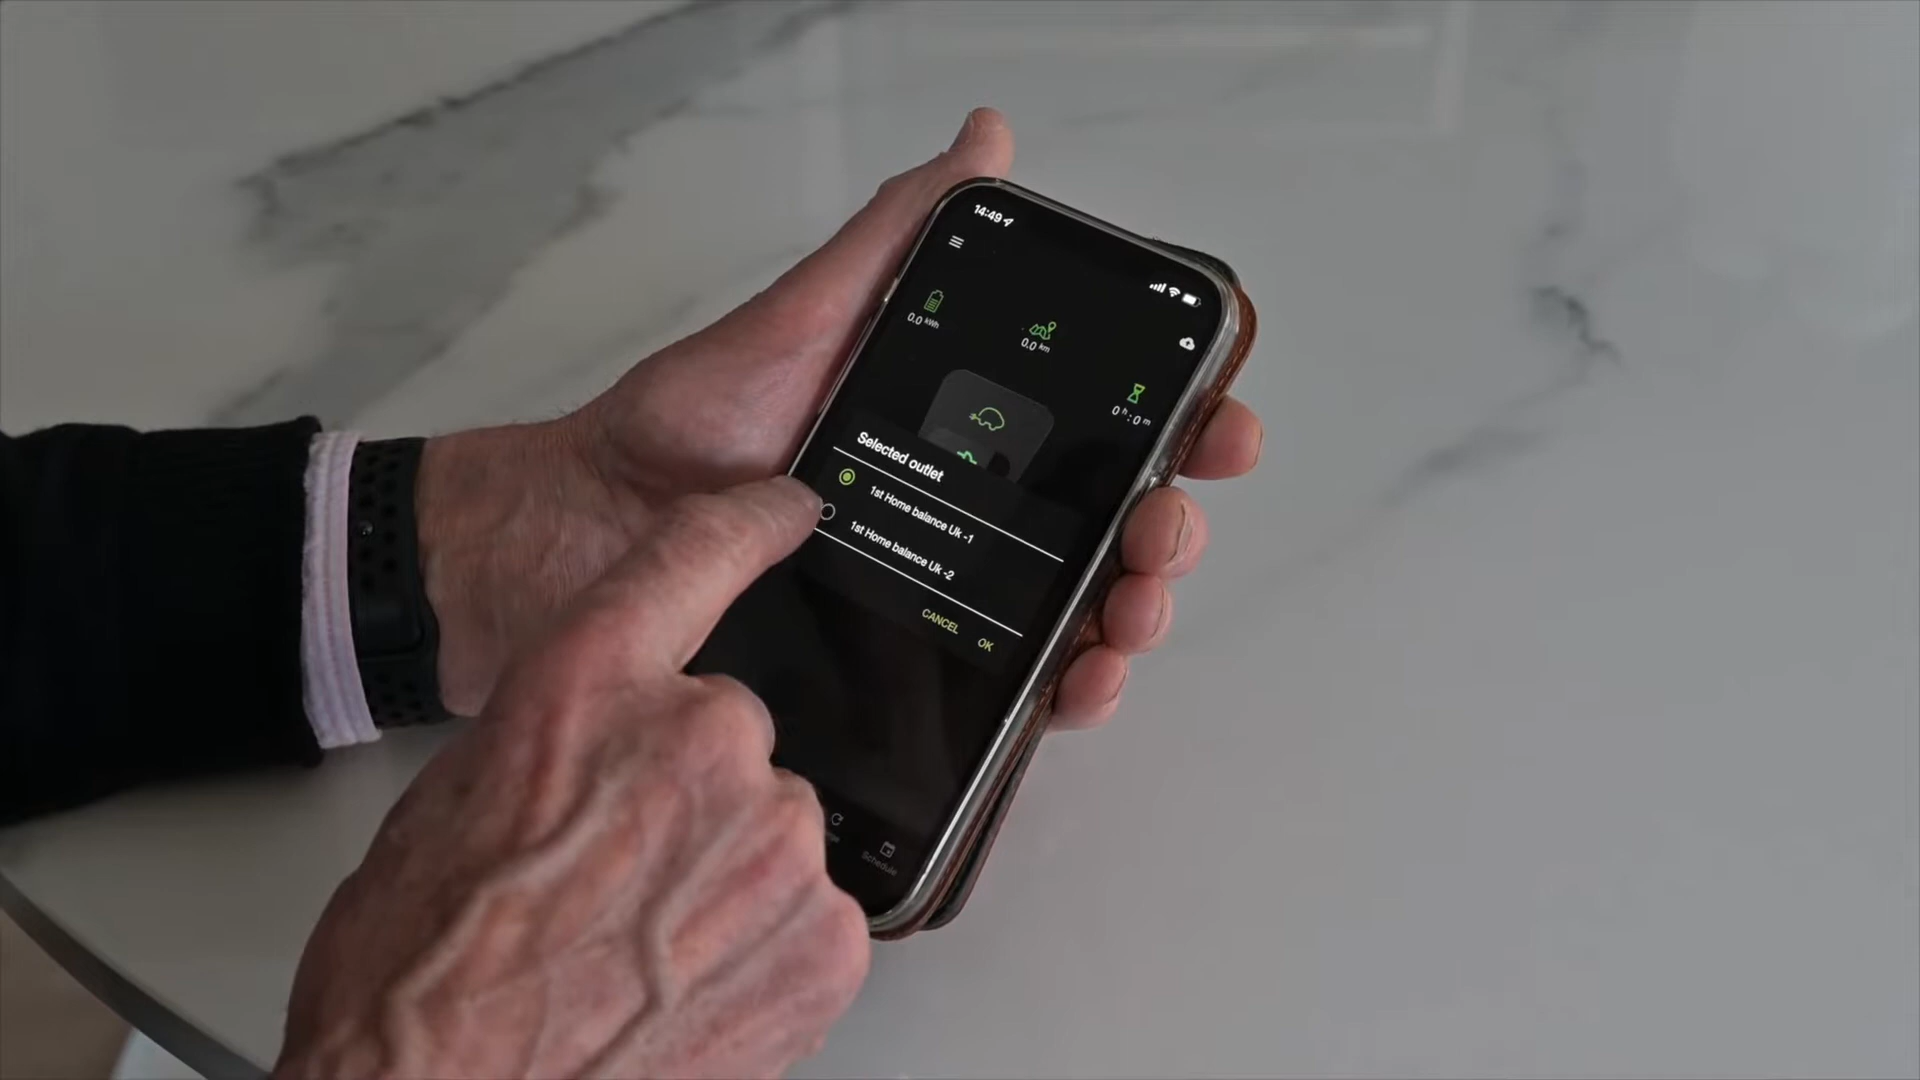 14:49
0.0 kWh
0.0 km
0 h : 0 m
Selected outlet
1st Home balance Uk -1
1st Home balance Uk -2
CANCEL OK
Schedule